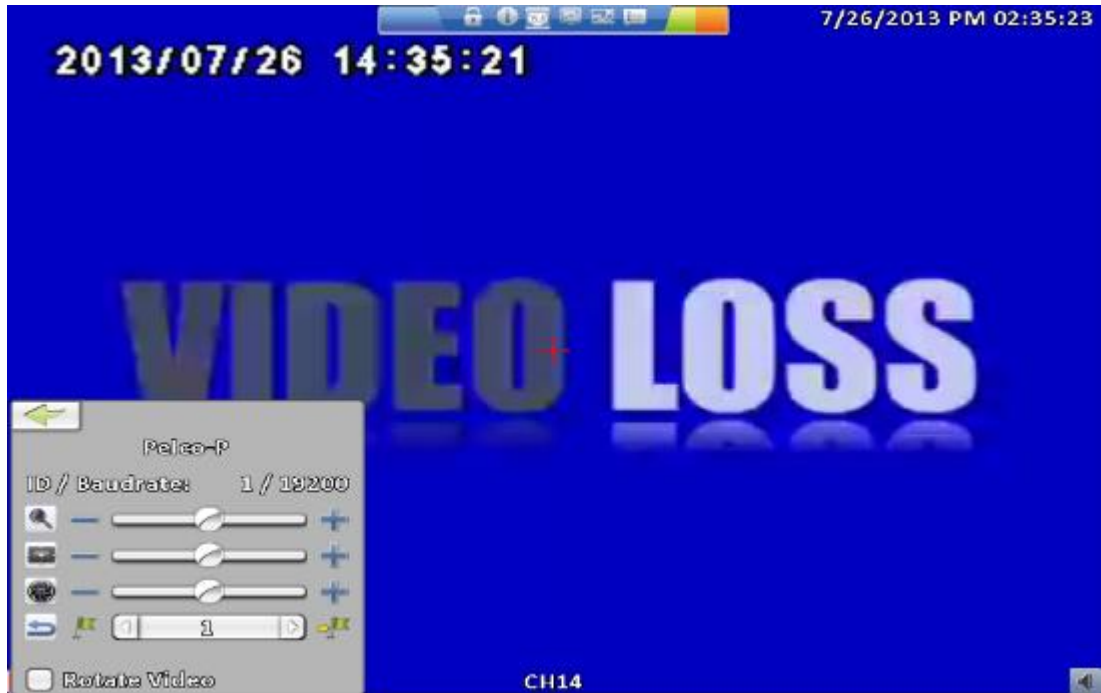 7/26/2013 PM 02:35:23
2013/07/26 14:35:21
VIDEO LOSS
Pelco-P
ID / Baudrate: 1 / 19200
1
Rotate Video
CH14